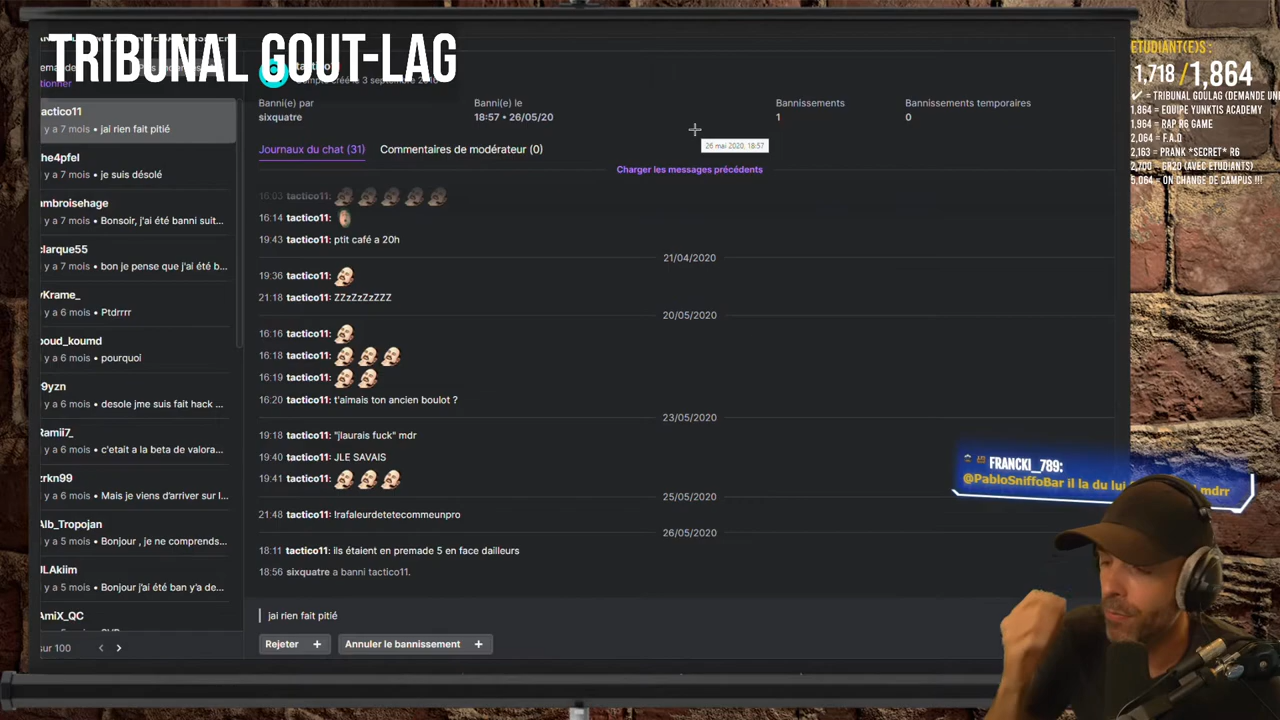 TRIBUNAL GOUT-LAG
tactico11
y a 7 mois • jai rien fait pitié
he4pfel
y a 7 mois • je suis désolé
ambroisehage
y a 7 mois • Bonsoir, j'ai été banni suit...
clarque55
y a 7 mois • bon je pense que j'ai été b...
Krame_
y a 6 mois • Ptdrrrr
oud_koumd
y a 6 mois • pourquoi
9yzn
y a 6 mois • desole jme suis fait hack ...
Ramii7_
y a 6 mois • c'etait a la beta de valora...
zrkn99
y a 6 mois • Mais je viens d'arriver sur l...
Alb_Tropojan
y a 5 mois • Bonjour , je ne comprends...
LAkiim
y a 5 mois • Bonjour j'ai été ban y'a de...
AmiX_QC
sur 100
Banni(e) par
sixquatre
Banni(e) le
18:57 • 26/05/20
Bannissements
1
Bannissements temporaires
0
26 mai 2020, 18:57
Journaux du chat (31)
Commentaires de modérateur (0)
Charger les messages précédents
16:03 tactico11:
16:14 tactico11:
19:43 tactico11: ptit café a 20h
21/04/2020
19:36 tactico11:
21:18 tactico11: ZZzZzZzZZZ
20/05/2020
16:16 tactico11:
16:18 tactico11:
16:19 tactico11:
16:20 tactico11: t'aimais ton ancien boulot ?
23/05/2020
19:18 tactico11: "jlaurais fuck" mdr
19:40 tactico11: JLE SAVAIS
19:41 tactico11:
25/05/2020
21:48 tactico11: !rafaleurdetetecommeunpro
26/05/2020
18:11 tactico11: ils étaient en premade 5 en face dailleurs
18:56 sixquatre a banni tactico11.
jai rien fait pitié
Rejeter +
Annuler le bannissement +
ETUDIANT(E)S :
1,718 / 1,864
✓ = TRIBUNAL GOULAG (DEMANDE UN
1,864 = EQUIPE YUNKTIS ACADEMY
1,964 = RAP R6 GAME
2,064 = F.A.Q
2,163 = PRANK *SECRET* R6
2,700 = GR20 (AVEC ETUDIANTS)
5,064 = ON CHANGE DE CAMPUS !!!
FRANCKI_789:
@PabloSniffoBar il la du lui mdrr